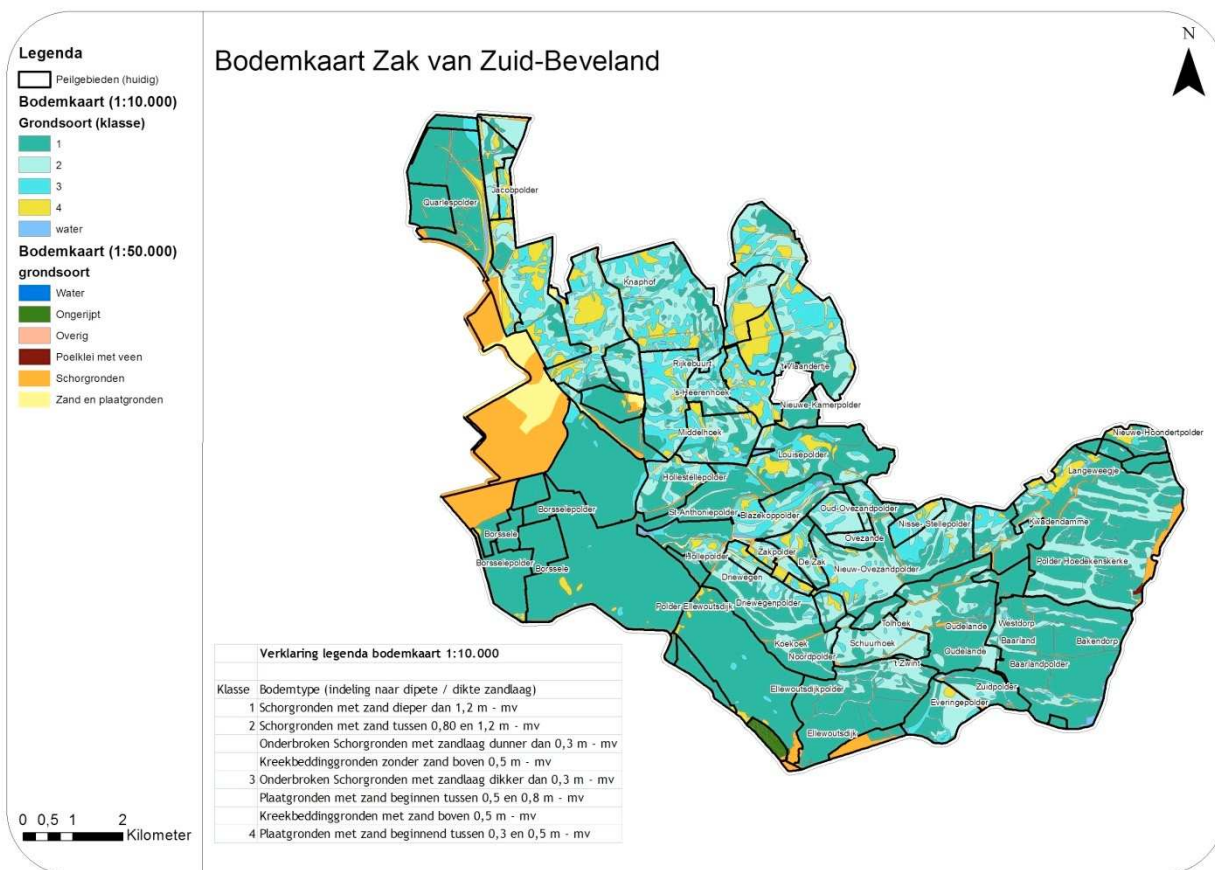 Legenda
Peilgebieden (huidig)
Bodemkaart (1:10.000)
Grondsoort (klasse)
1
2
3
4
water
Bodemkaart (1:50.000)
grondsoort
Water
Ongerijpt
Overig
Poelklei met veen
Schorgronden
Zand en plaatgronden
0 0,5 1 2
Kilometer
Bodemkaart Zak van Zuid-Beveland
N
Quarlespolder
Jacobpolder
Knaphof
Rijkebuurt
't Vlaandertje
's-Heerenhoek
Nieuwe-Kamerpolder
Middelhoek
Nieuwe-Hoondertpolder
Louisepolder
Langeweegje
Hollestellepolder
Borsselepolder
St-Anthoniepolder
Blazekoppolder
Oud-Ovezandpolder
Nisse-Stellepolder
Kwadendamme
Borssele
Ovezande
Hollepolder
Zakpolder
De Zak
Polder Hoedekenskerke
Borsselepolder
Borssele
Driewegen
Nieuw-Ovezandpolder
Driewegenpolder
Polder Ellewoutsdijk
Tolhoek
Oudelande
Westdorp
Koekoek
Schuurhoek
Baarland
Bakendorp
Noordpolder
Oudelande
't Zwint
Baarlandpolder
Ellewoutsdijkpolder
Zuidpolder
Everingepolder
Ellewoutsdijk
Verklaring legenda bodemkaart 1:10.000
Klasse Bodemtype (indeling naar dipete / dikte zandlaag)
1 Schorgronden met zand dieper dan 1,2 m - mv
2 Schorgronden met zand tussen 0,80 en 1,2 m - mv
Onderbroken Schorgronden met zandlaag dunner dan 0,3 m - mv
Kreekbeddinggronden zonder zand boven 0,5 m - mv
3 Onderbroken Schorgronden met zandlaag dikker dan 0,3 m - mv
Plaatgronden met zand beginnen tussen 0,5 en 0,8 m - mv
Kreekbeddinggronden met zand boven 0,5 m - mv
4 Plaatgronden met zand beginnend tussen 0,3 en 0,5 m - mv